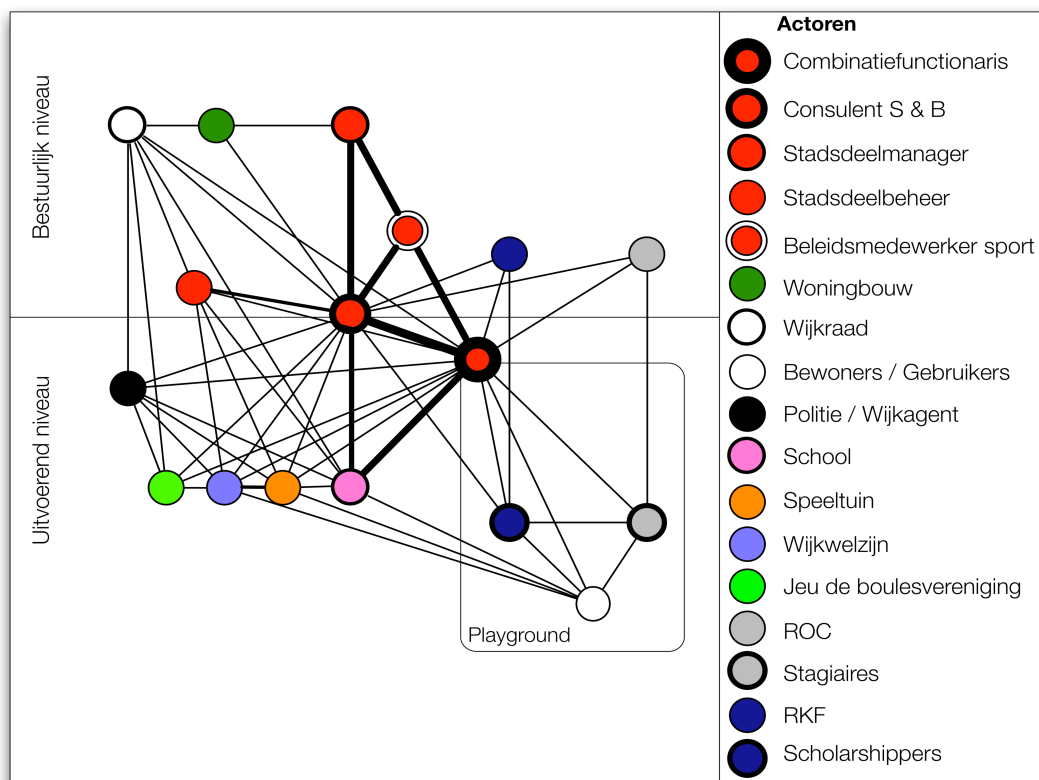 Bestuurlijk niveau
Uitvoerend niveau
Playground
Actoren
Combinatiefunctionaris
Consulent S & B
Stadsdeelmanager
Stadsdeelbeheer
Beleidsmedewerker sport
Woningbouw
Wijkraad
Bewoners / Gebruikers
Politie / Wijkagent
School
Speeltuin
Wijkwelzijn
Jeu de boulesvereniging
ROC
Stagiaires
RKF
Scholarshippers